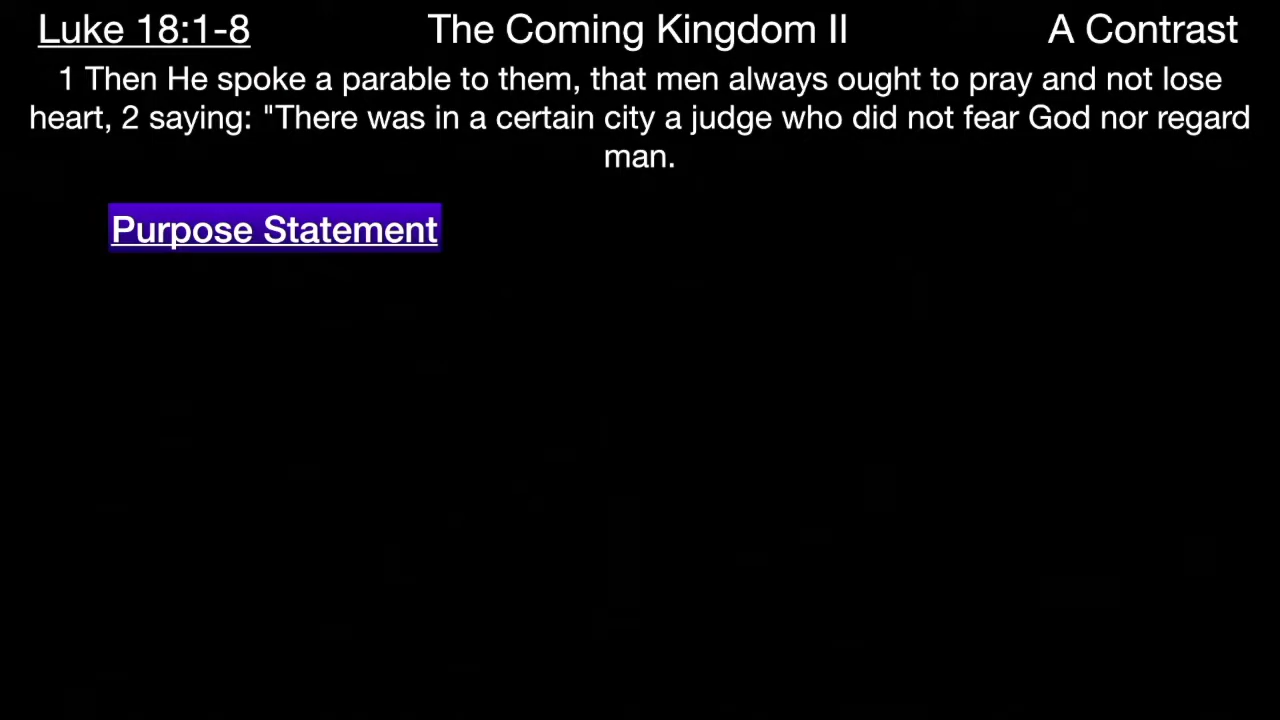 Luke 18:1-8 The Coming Kingdom II A Contrast
1 Then He spoke a parable to them, that men always ought to pray and not lose
heart, 2 saying: "There was in a certain city a judge who did not fear God nor regard
man.
Purpose Statement